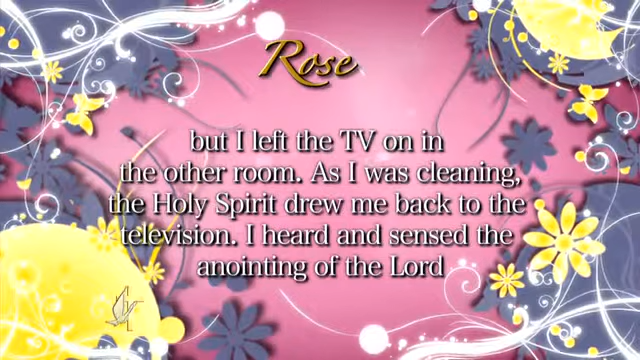 Rose
but I left the TV on in
the other room. As I was cleaning,
the Holy Spirit drew me back to the
television. I heard and sensed the
anointing of the Lord